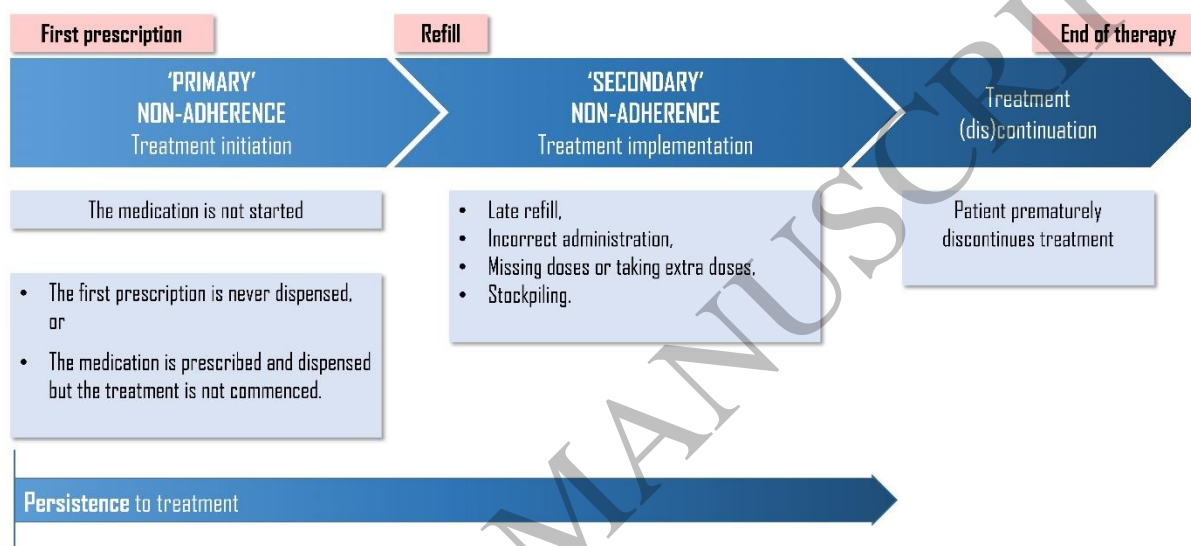 First prescription
Refill
End of therapy
‘PRIMARY’
NON-ADHERENCE
Treatment initiation
‘SECONDARY’
NON-ADHERENCE
Treatment implementation
Treatment
(dis)continuation
The medication is not started
• The first prescription is never dispensed,
or
• The medication is prescribed and dispensed
but the treatment is not commenced.
• Late refill,
• Incorrect administration,
• Missing doses or taking extra doses,
• Stockpiling.
Patient prematurely
discontinues treatment
Persistence to treatment
MANUSCRI